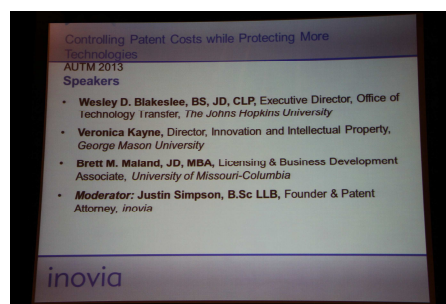 Controlling Patent Costs while Protecting More
Technologies
AUTM 2013
Speakers
• Wesley D. Blakeslee, BS, JD, CLP, Executive Director, Office of
Technology Transfer, The Johns Hopkins University
• Veronica Kayne, Director, Innovation and Intellectual Property,
George Mason University
• Brett M. Maland, JD, MBA, Licensing & Business Development
Associate, University of Missouri-Columbia
• Moderator: Justin Simpson, B.Sc LLB, Founder & Patent
Attorney, inovia
inovia